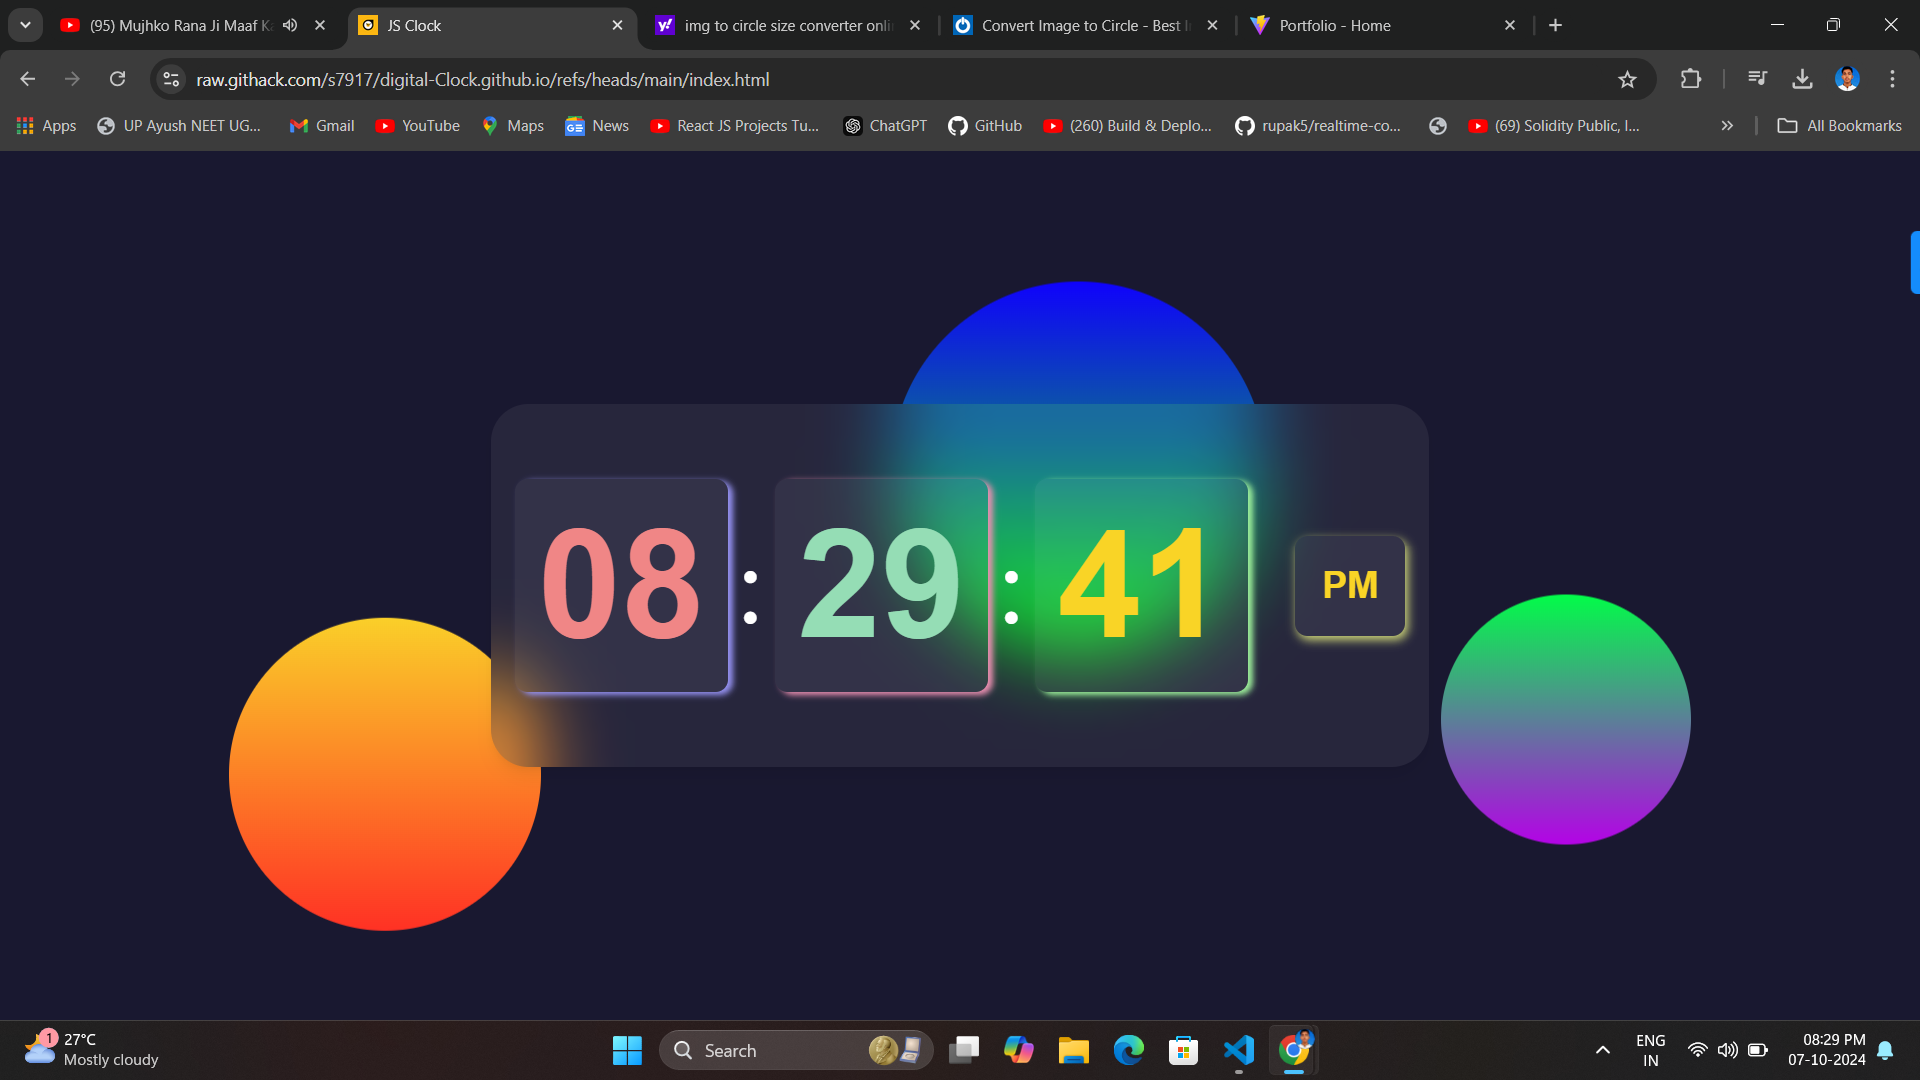 (95) Mujhko Rana Ji Maaf Ka
JS Clock
img to circle size converter onli
Convert Image to Circle - Best I
Portfolio - Home
raw.githack.com/s7917/digital-Clock.github.io/refs/heads/main/index.html
Apps
UP Ayush NEET UG...
Gmail
YouTube
Maps
News
React JS Projects Tu...
ChatGPT
GitHub
(260) Build & Deplo...
rupak5/realtime-co...
(69) Solidity Public, I...
All Bookmarks
08 : 29 : 41 PM
1
27°C
Mostly cloudy
Search
ENG
IN
08:29 PM
07-10-2024